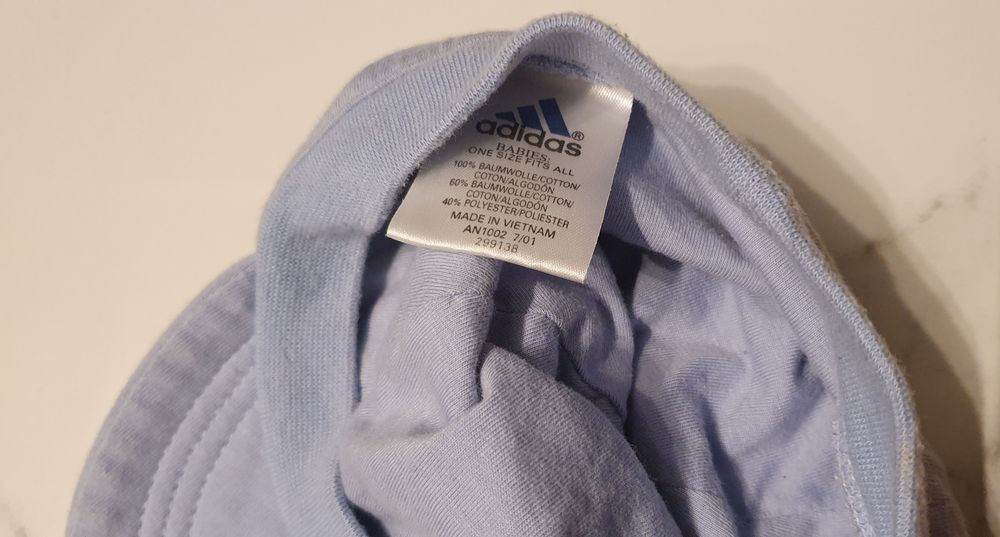 adidas®
BABIES:
ONE SIZE FITS ALL
100% BAUMWOLLE/COTTON/
COTON/ALGODÓN
60% BAUMWOLLE/COTTON/
COTON/ALGODÓN
40% POLYESTER/POLIESTER
MADE IN VIETNAM
AN1002 7/01
299138